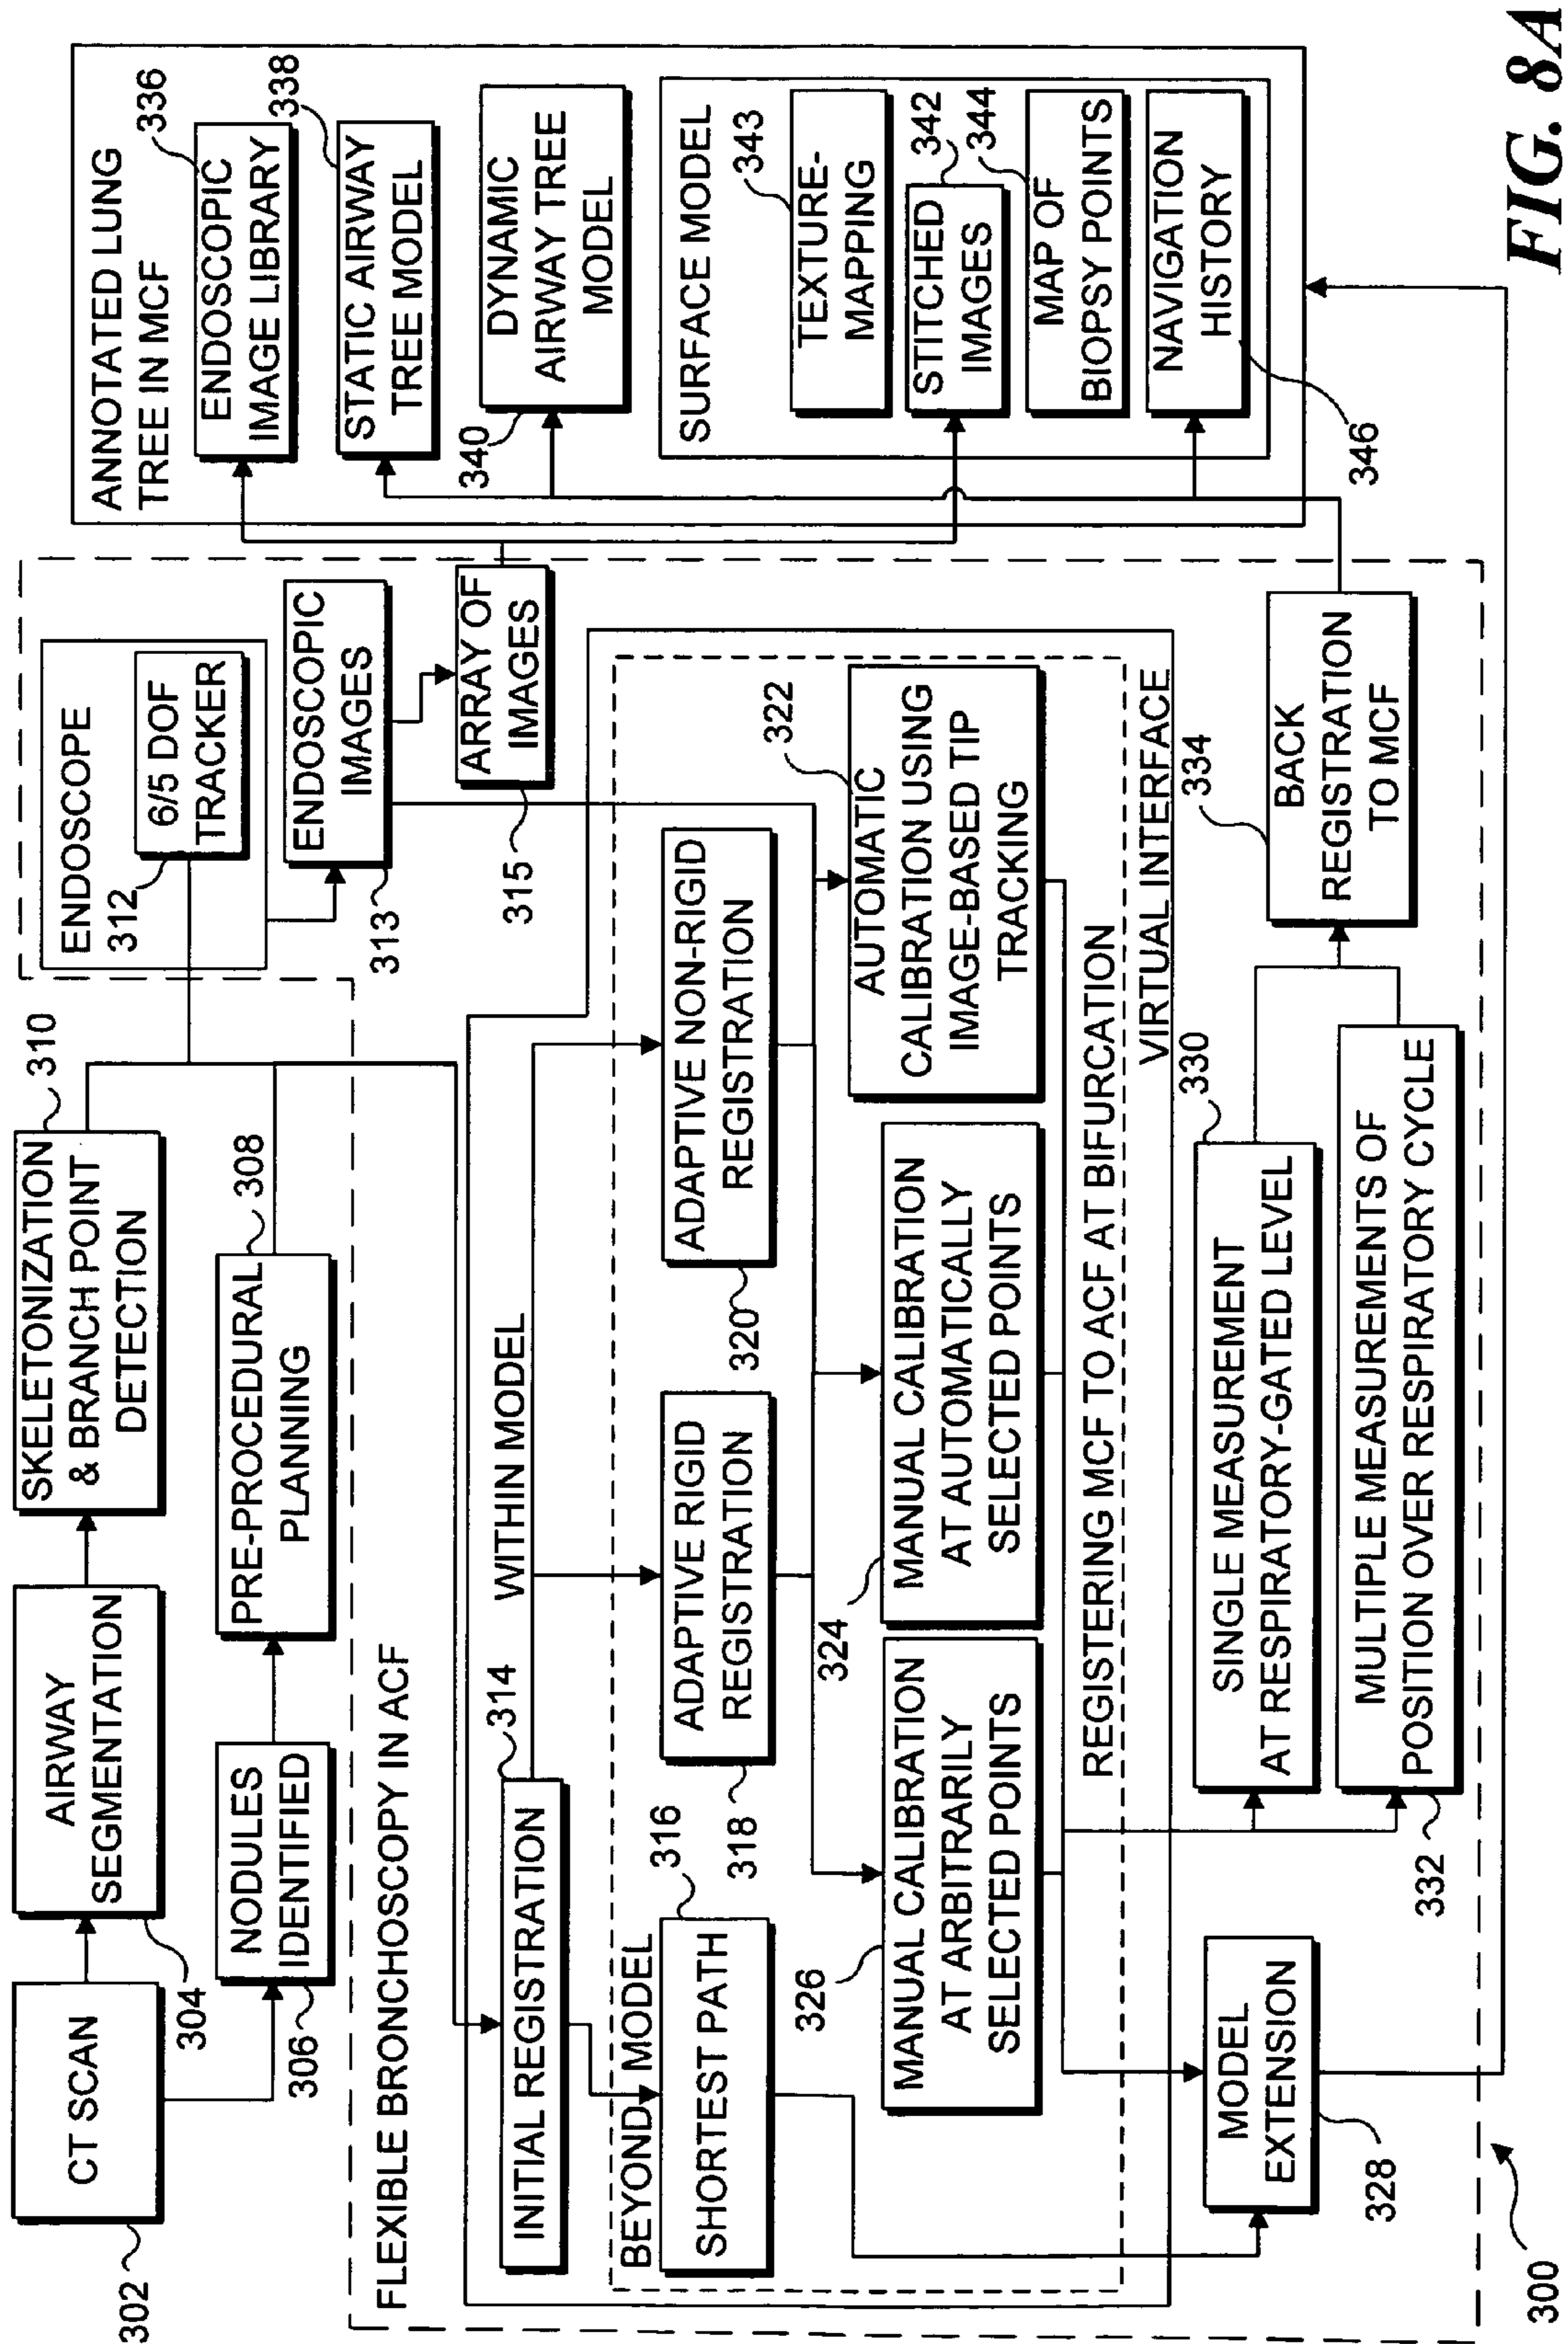 302
CT SCAN
304
AIRWAY
SEGMENTATION
310
SKELETONIZATION
& BRANCH POINT
DETECTION
306
NODULES
IDENTIFIED
308
PRE-PROCEDURAL
PLANNING
ENDOSCOPE
312
6/5 DOF
TRACKER
313
ENDOSCOPIC
IMAGES
315
ARRAY OF
IMAGES
FLEXIBLE BRONCHOSCOPY IN ACF
314
INITIAL REGISTRATION
WITHIN MODEL
BEYOND MODEL
316
SHORTEST PATH
318
ADAPTIVE RIGID
REGISTRATION
320
ADAPTIVE NON-RIGID
REGISTRATION
322
AUTOMATIC
CALIBRATION USING
IMAGE-BASED TIP
TRACKING
324
MANUAL CALIBRATION
AT AUTOMATICALLY
SELECTED POINTS
326
MANUAL CALIBRATION
AT ARBITRARILY
SELECTED POINTS
REGISTERING MCF TO ACF AT BIFURCATION
VIRTUAL INTERFACE
328
MODEL
EXTENSION
330
SINGLE MEASUREMENT
AT RESPIRATORY-GATED LEVEL
332
MULTIPLE MEASUREMENTS OF
POSITION OVER RESPIRATORY CYCLE
334
BACK
REGISTRATION
TO MCF
ANNOTATED LUNG
TREE IN MCF
336
ENDOSCOPIC
IMAGE LIBRARY
338
STATIC AIRWAY
TREE MODEL
340
DYNAMIC
AIRWAY TREE
MODEL
SURFACE MODEL
343
TEXTURE-
MAPPING
342
STITCHED
IMAGES
344
MAP OF
BIOPSY POINTS
346
NAVIGATION
HISTORY
300
FIG. 8A